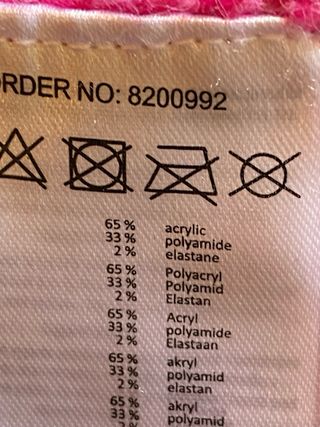 ORDER NO: 8200992
65 % acrylic
33 % polyamide
2 % elastane
65 % Polyacryl
33 % Polyamid
2 % Elastan
65 % Acryl
33 % polyamide
2 % Elastaan
65 % akryl
33 % polyamid
2 % elastan
65 % akryl
33 % polyamid